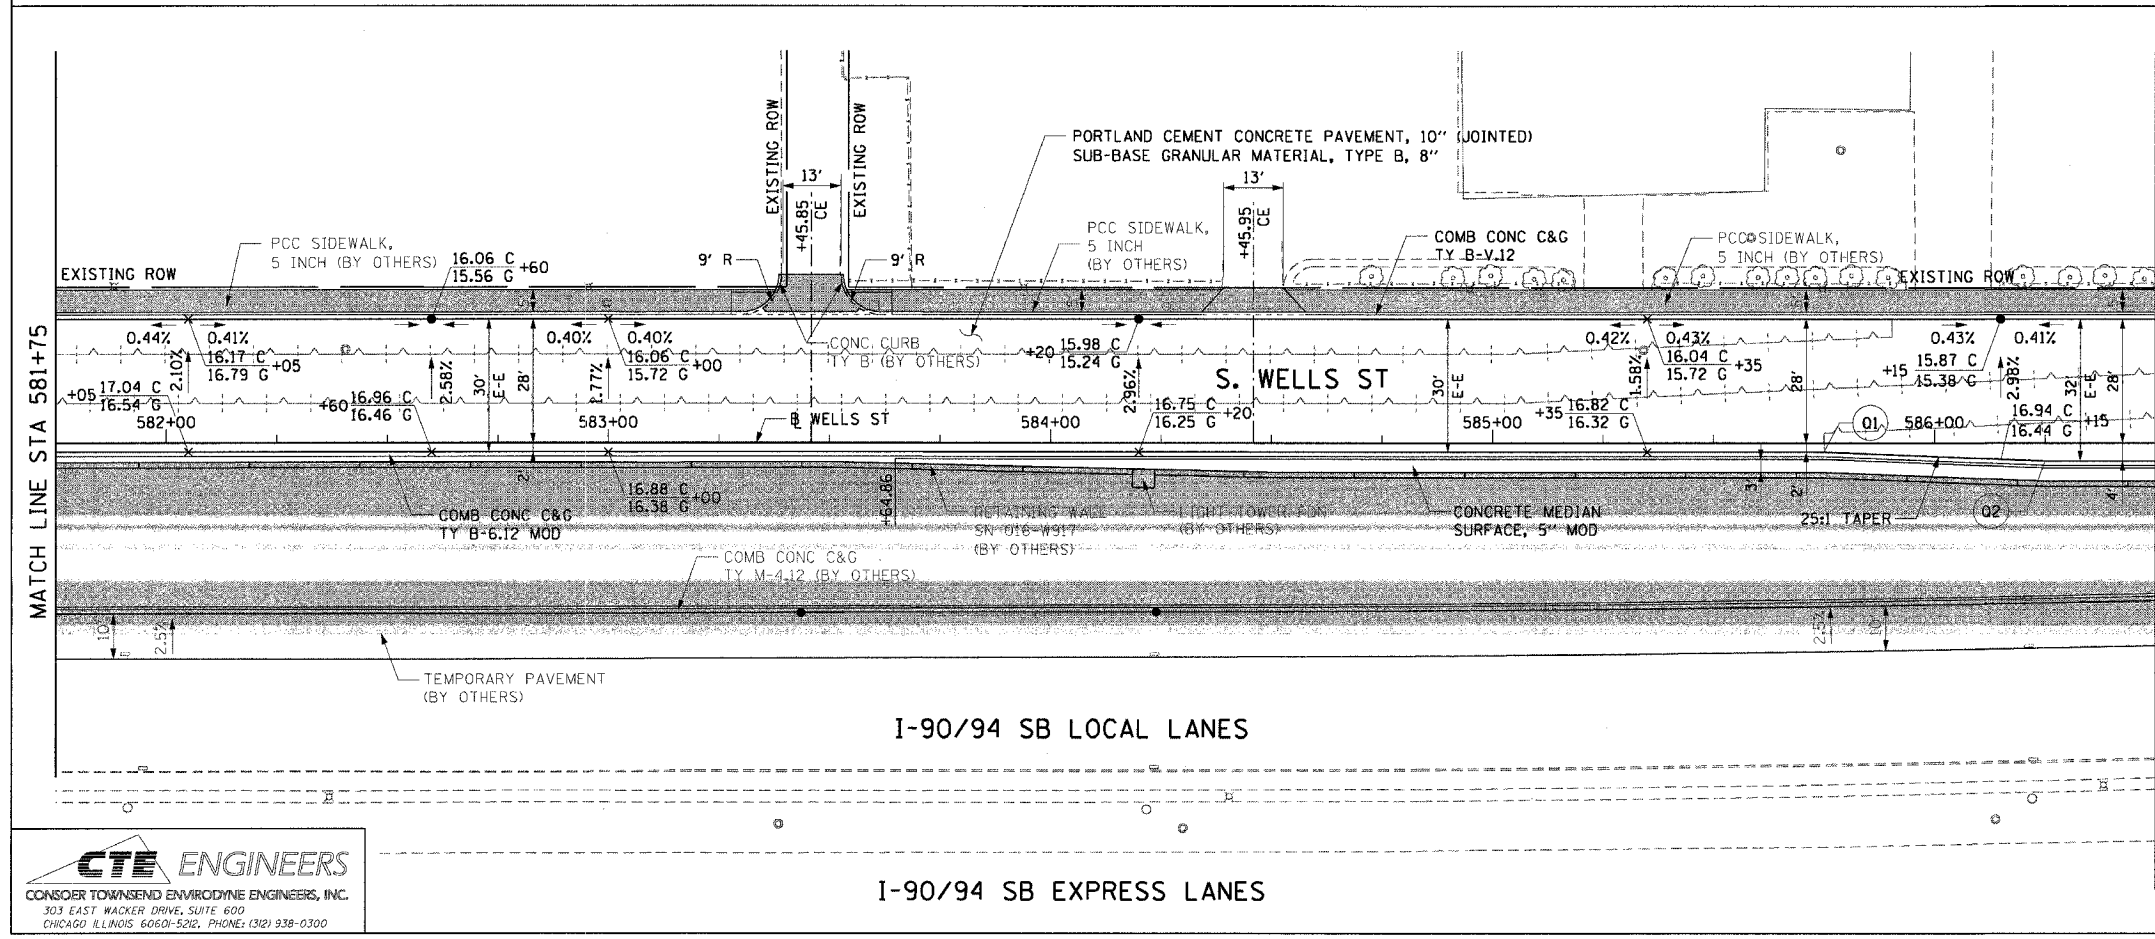 PORTLAND CEMENT CONCRETE PAVEMENT, 10'' (JOINTED)
SUB-BASE GRANULAR MATERIAL, TYPE B, 8''
EXISTING ROW
EXISTING ROW
13'
13'
+45.85
CE
+45.95
CE
PCC SIDEWALK,
5 INCH (BY OTHERS)
16.06 C
15.56 G
+60
9' R
9' R
PCC SIDEWALK,
5 INCH
(BY OTHERS)
COMB CONC C&G
TY B-V.12
PCC SIDEWALK,
5 INCH (BY OTHERS)
EXISTING ROW
EXISTING ROW
MATCH LINE STA 581+75
0.44%
0.41%
2.10%
16.17 C
16.79 G
+05
+05
17.04 C
16.54 G
582+00
+60
16.96 C
16.46 G
2.58%
30'
E-E
28'
0.40%
0.40%
16.06 C
15.72 G
+00
583+00
CONC CURB
TY B (BY OTHERS)
B WELLS ST
+20
15.98 C
15.24 G
2.96%
16.75 C
16.25 G
+20
584+00
S. WELLS ST
30'
E-E
0.42%
0.43%
1.58%
16.04 C
15.72 G
+35
+35
16.82 C
16.32 G
585+00
28'
0.43%
0.41%
+15
15.87 C
15.38 G
2.98%
32'
E-E
28'
Q1
586+00
16.94 C
16.44 G
+15
2'
16.88 C
16.38 G
+00
COMB CONC C&G
TY B-6.12 MOD
+64.86
RETAINING WALL
SN 016-W917
(BY OTHERS)
LIGHT TOWER FDN
(BY OTHERS)
CONCRETE MEDIAN
SURFACE, 5'' MOD
3'
2'
25:1 TAPER
Q2
4'
COMB CONC C&G
TY M-4.12 (BY OTHERS)
10'
2.5%
2.5%
TEMPORARY PAVEMENT
(BY OTHERS)
I-90/94 SB LOCAL LANES
I-90/94 SB EXPRESS LANES
CTE ENGINEERS
CONSOER TOWNSEND ENVIRODYNE ENGINEERS, INC.
303 EAST WACKER DRIVE, SUITE 600
CHICAGO ILLINOIS 60601-5212, PHONE: (312) 938-0300